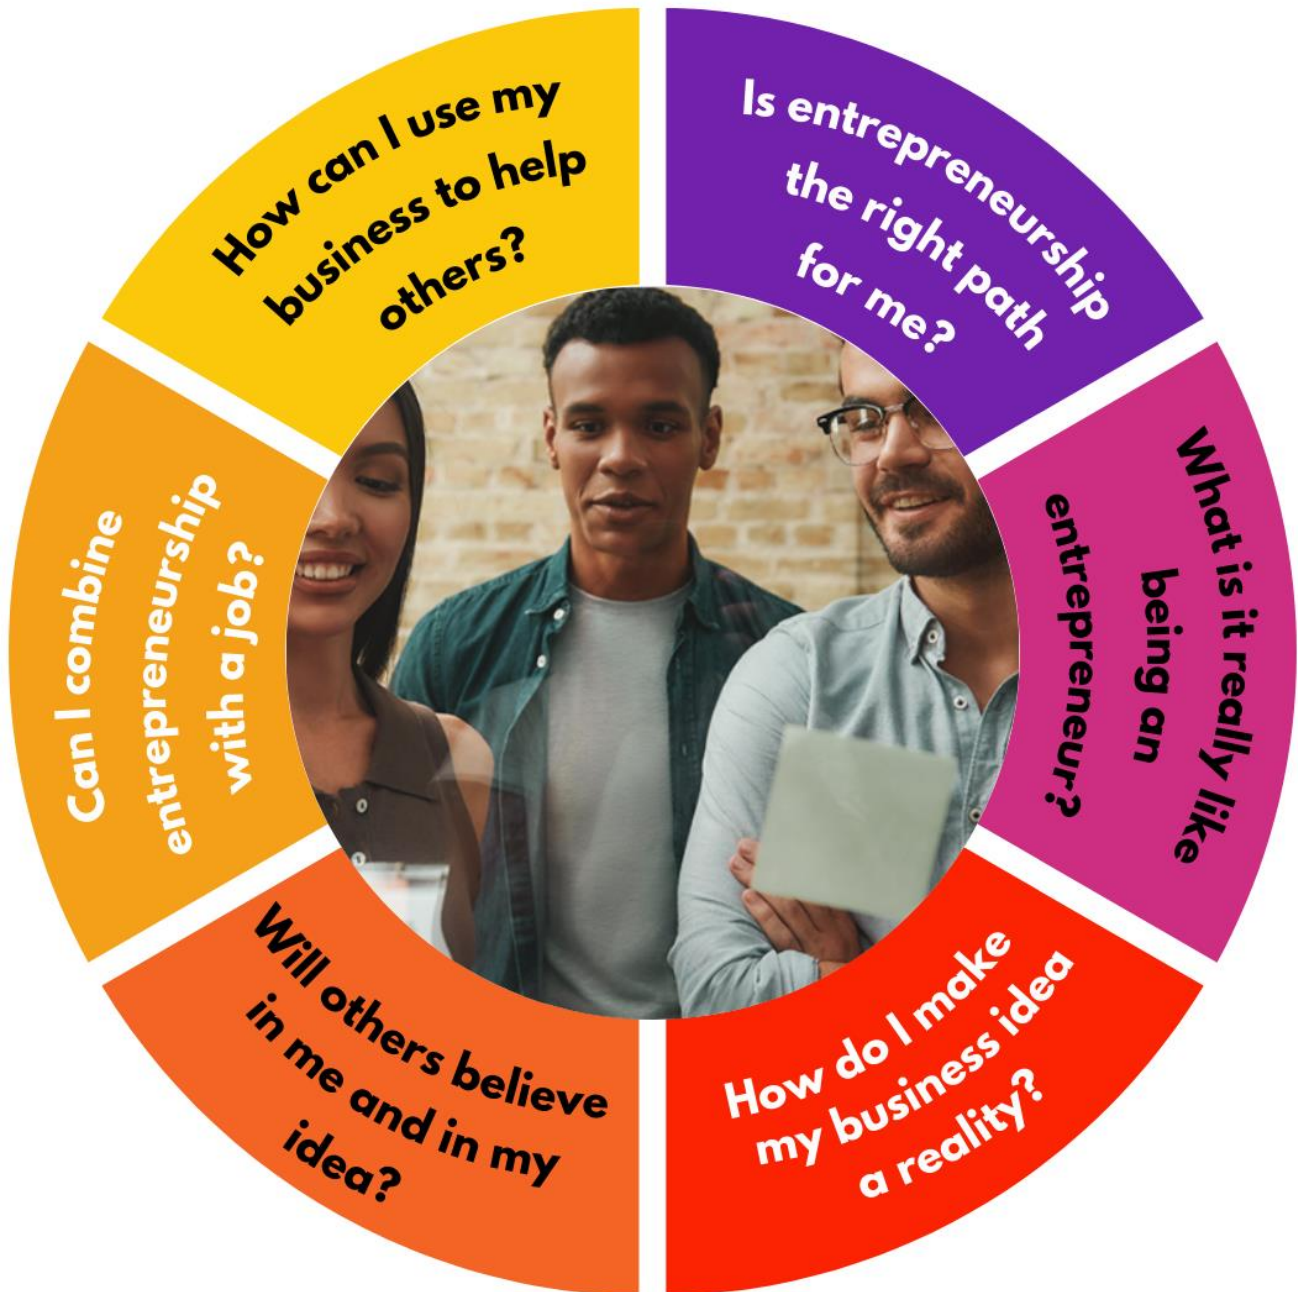 Is entrepreneurship
the right path
for me?
What is it really like
being an
entrepreneur?
How do I make
my business idea
a reality?
Will others believe
in me and in my
idea?
Can I combine
entrepreneurship
with a job?
How can I use my
business to help
others?